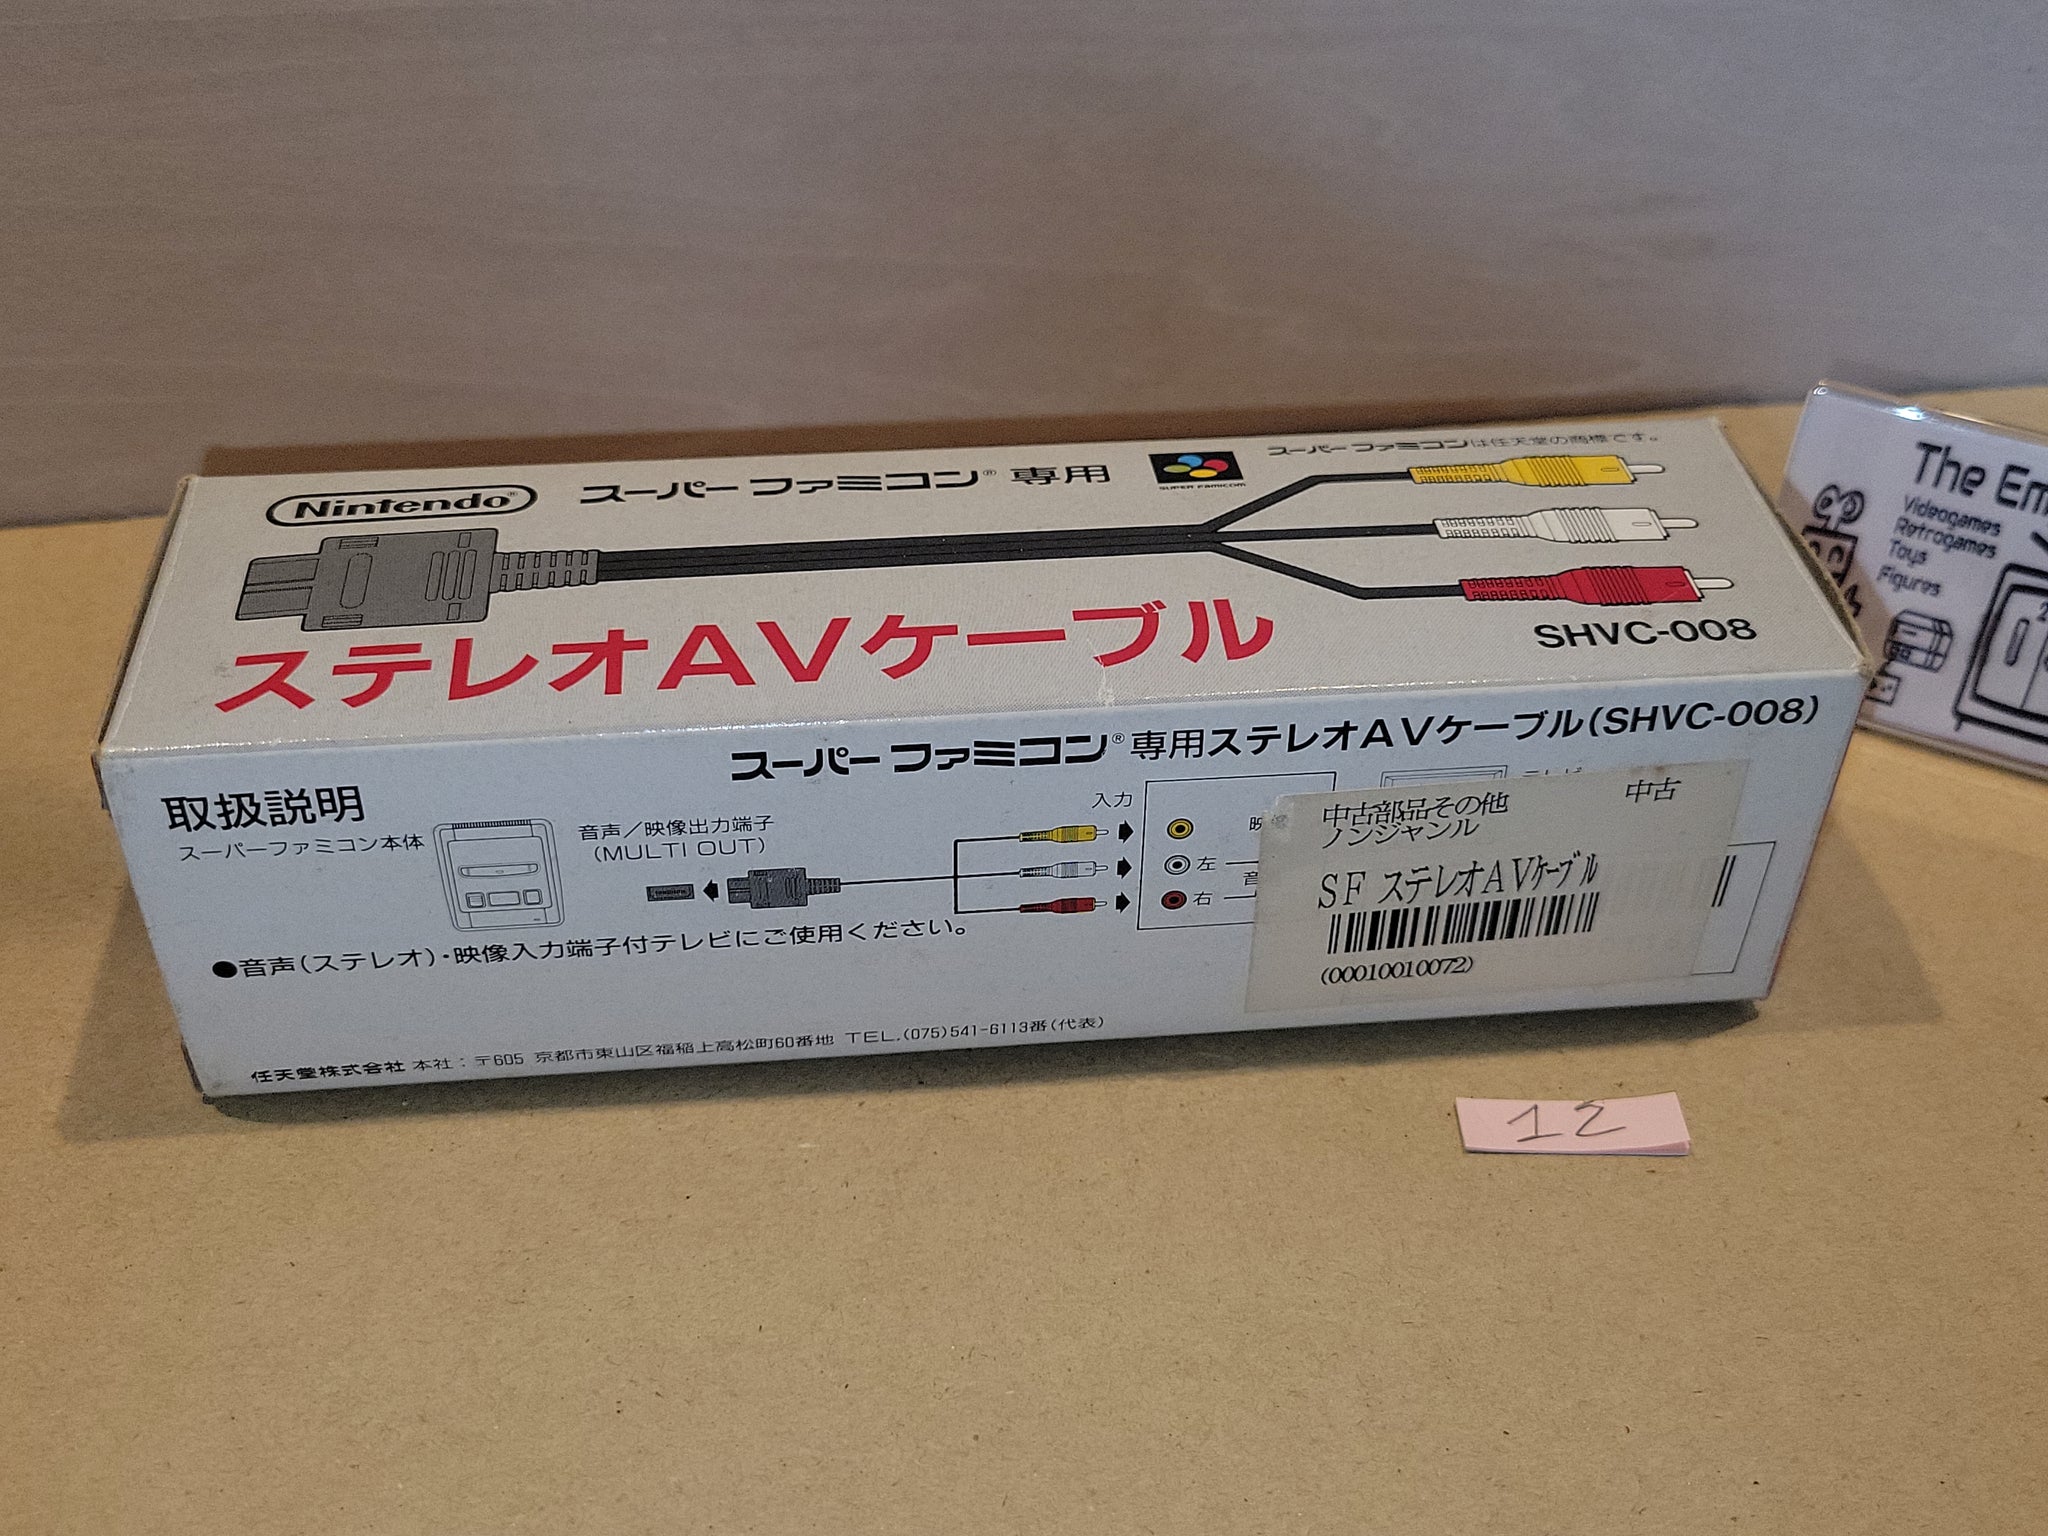 Nintendo®
スーパーファミコン®専用
SUPER FAMICOM
スーパーファミコンは任天堂の商標です。
ステレオAVケーブル
SHVC-008
スーパーファミコン®専用ステレオAVケーブル(SHVC-008)
取扱説明
スーパーファミコン本体
音声/映像出力端子
(MULTI OUT)
入力
左
右
●音声(ステレオ)・映像入力端子付テレビにご使用ください。
任天堂株式会社 本社:〒605 京都市東山区福稲上高松町60番地 TEL.(075)541-6113番(代表)
中古部品その他 中古
ノンジャンル
SF ステレオAVケーブル
(00010010072)
12
The
Videogames
Retrogames
Toys
Figures